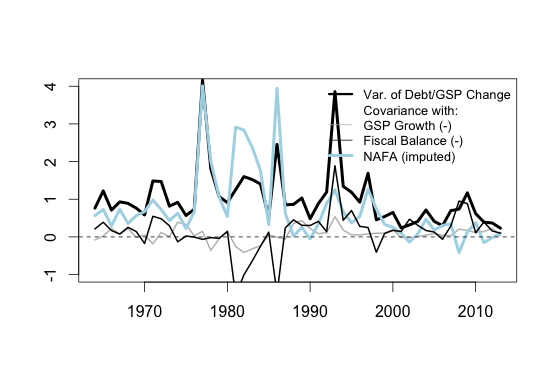 Var. of Debt/GSP Change
Covariance with:
GSP Growth (-)
Fiscal Balance (-)
NAFA (imputed)
4
3
2
1
0
-1
1970 1980 1990 2000 2010